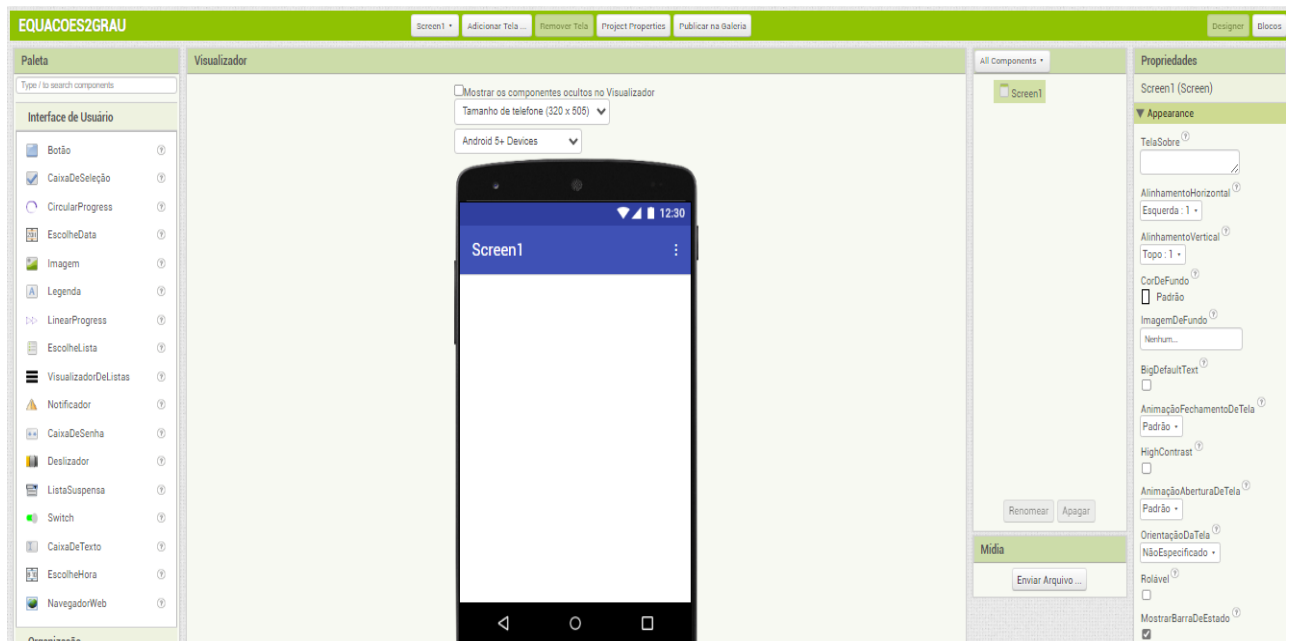 EQUACOES2GRAU
Screen1
Adicionar Tela ...
Remover Tela
Project Properties
Publicar na Galeria
Designer
Blocos
Paleta
Type / to search components
Interface de Usuário
Botão
CaixaDeSeleção
CircularProgress
EscolheData
Imagem
Legenda
LinearProgress
EscolheLista
VisualizadorDeListas
Notificador
CaixaDeSenha
Deslizador
ListaSuspensa
Switch
CaixaDeTexto
EscolheHora
NavegadorWeb
Organização
Visualizador
Mostrar os componentes ocultos no Visualizador
Tamanho de telefone (320 x 505)
Android 5+ Devices
12:30
Screen1
All Components
Screen1
Renomear
Apagar
Mídia
Enviar Arquivo ...
Propriedades
Screen1 (Screen)
Appearance
TelaSobre
AlinhamentoHorizontal
Esquerda : 1
AlinhamentoVertical
Topo : 1
CorDeFundo
Padrão
ImagemDeFundo
Nenhum...
BigDefaultText
AnimaçãoFechamentoDeTela
Padrão
HighContrast
AnimaçãoAberturaDeTela
Padrão
OrientaçãoDaTela
NãoEspecificado
Rolável
MostrarBarraDeEstado